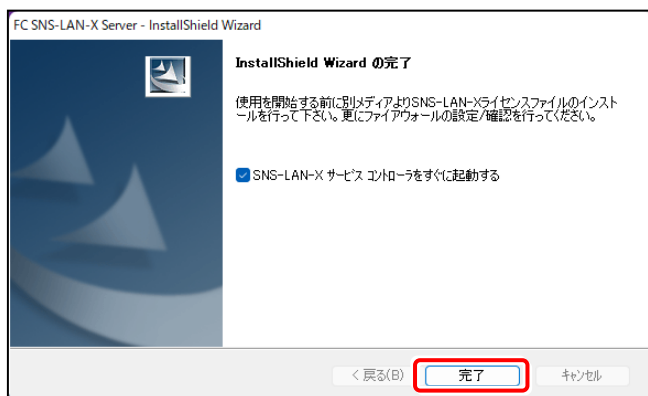 FC SNS-LAN-X Server - InstallShield Wizard
InstallShield Wizard の完了
使用を開始する前に別メディアよりSNS-LAN-Xライセンスファイルのインスト
ールを行って下さい。更にファイアウォールの設定/確認を行ってください。
SNS-LAN-X サービス コントローラをすぐに起動する
< 戻る(B)
完了
キャンセル